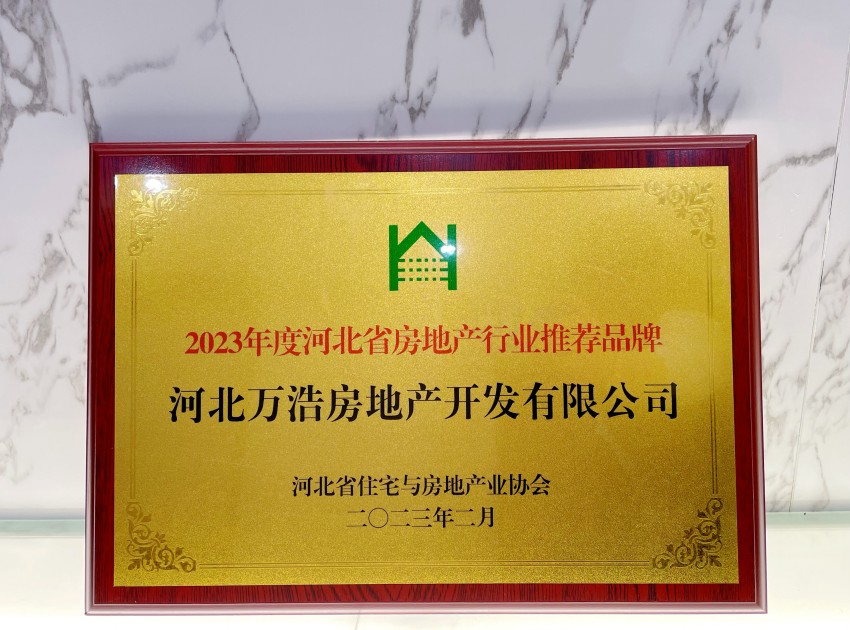 2023年度河北省房地产行业推荐品牌
河北万浩房地产开发有限公司
河北省住宅与房地产业协会
二〇二三年二月